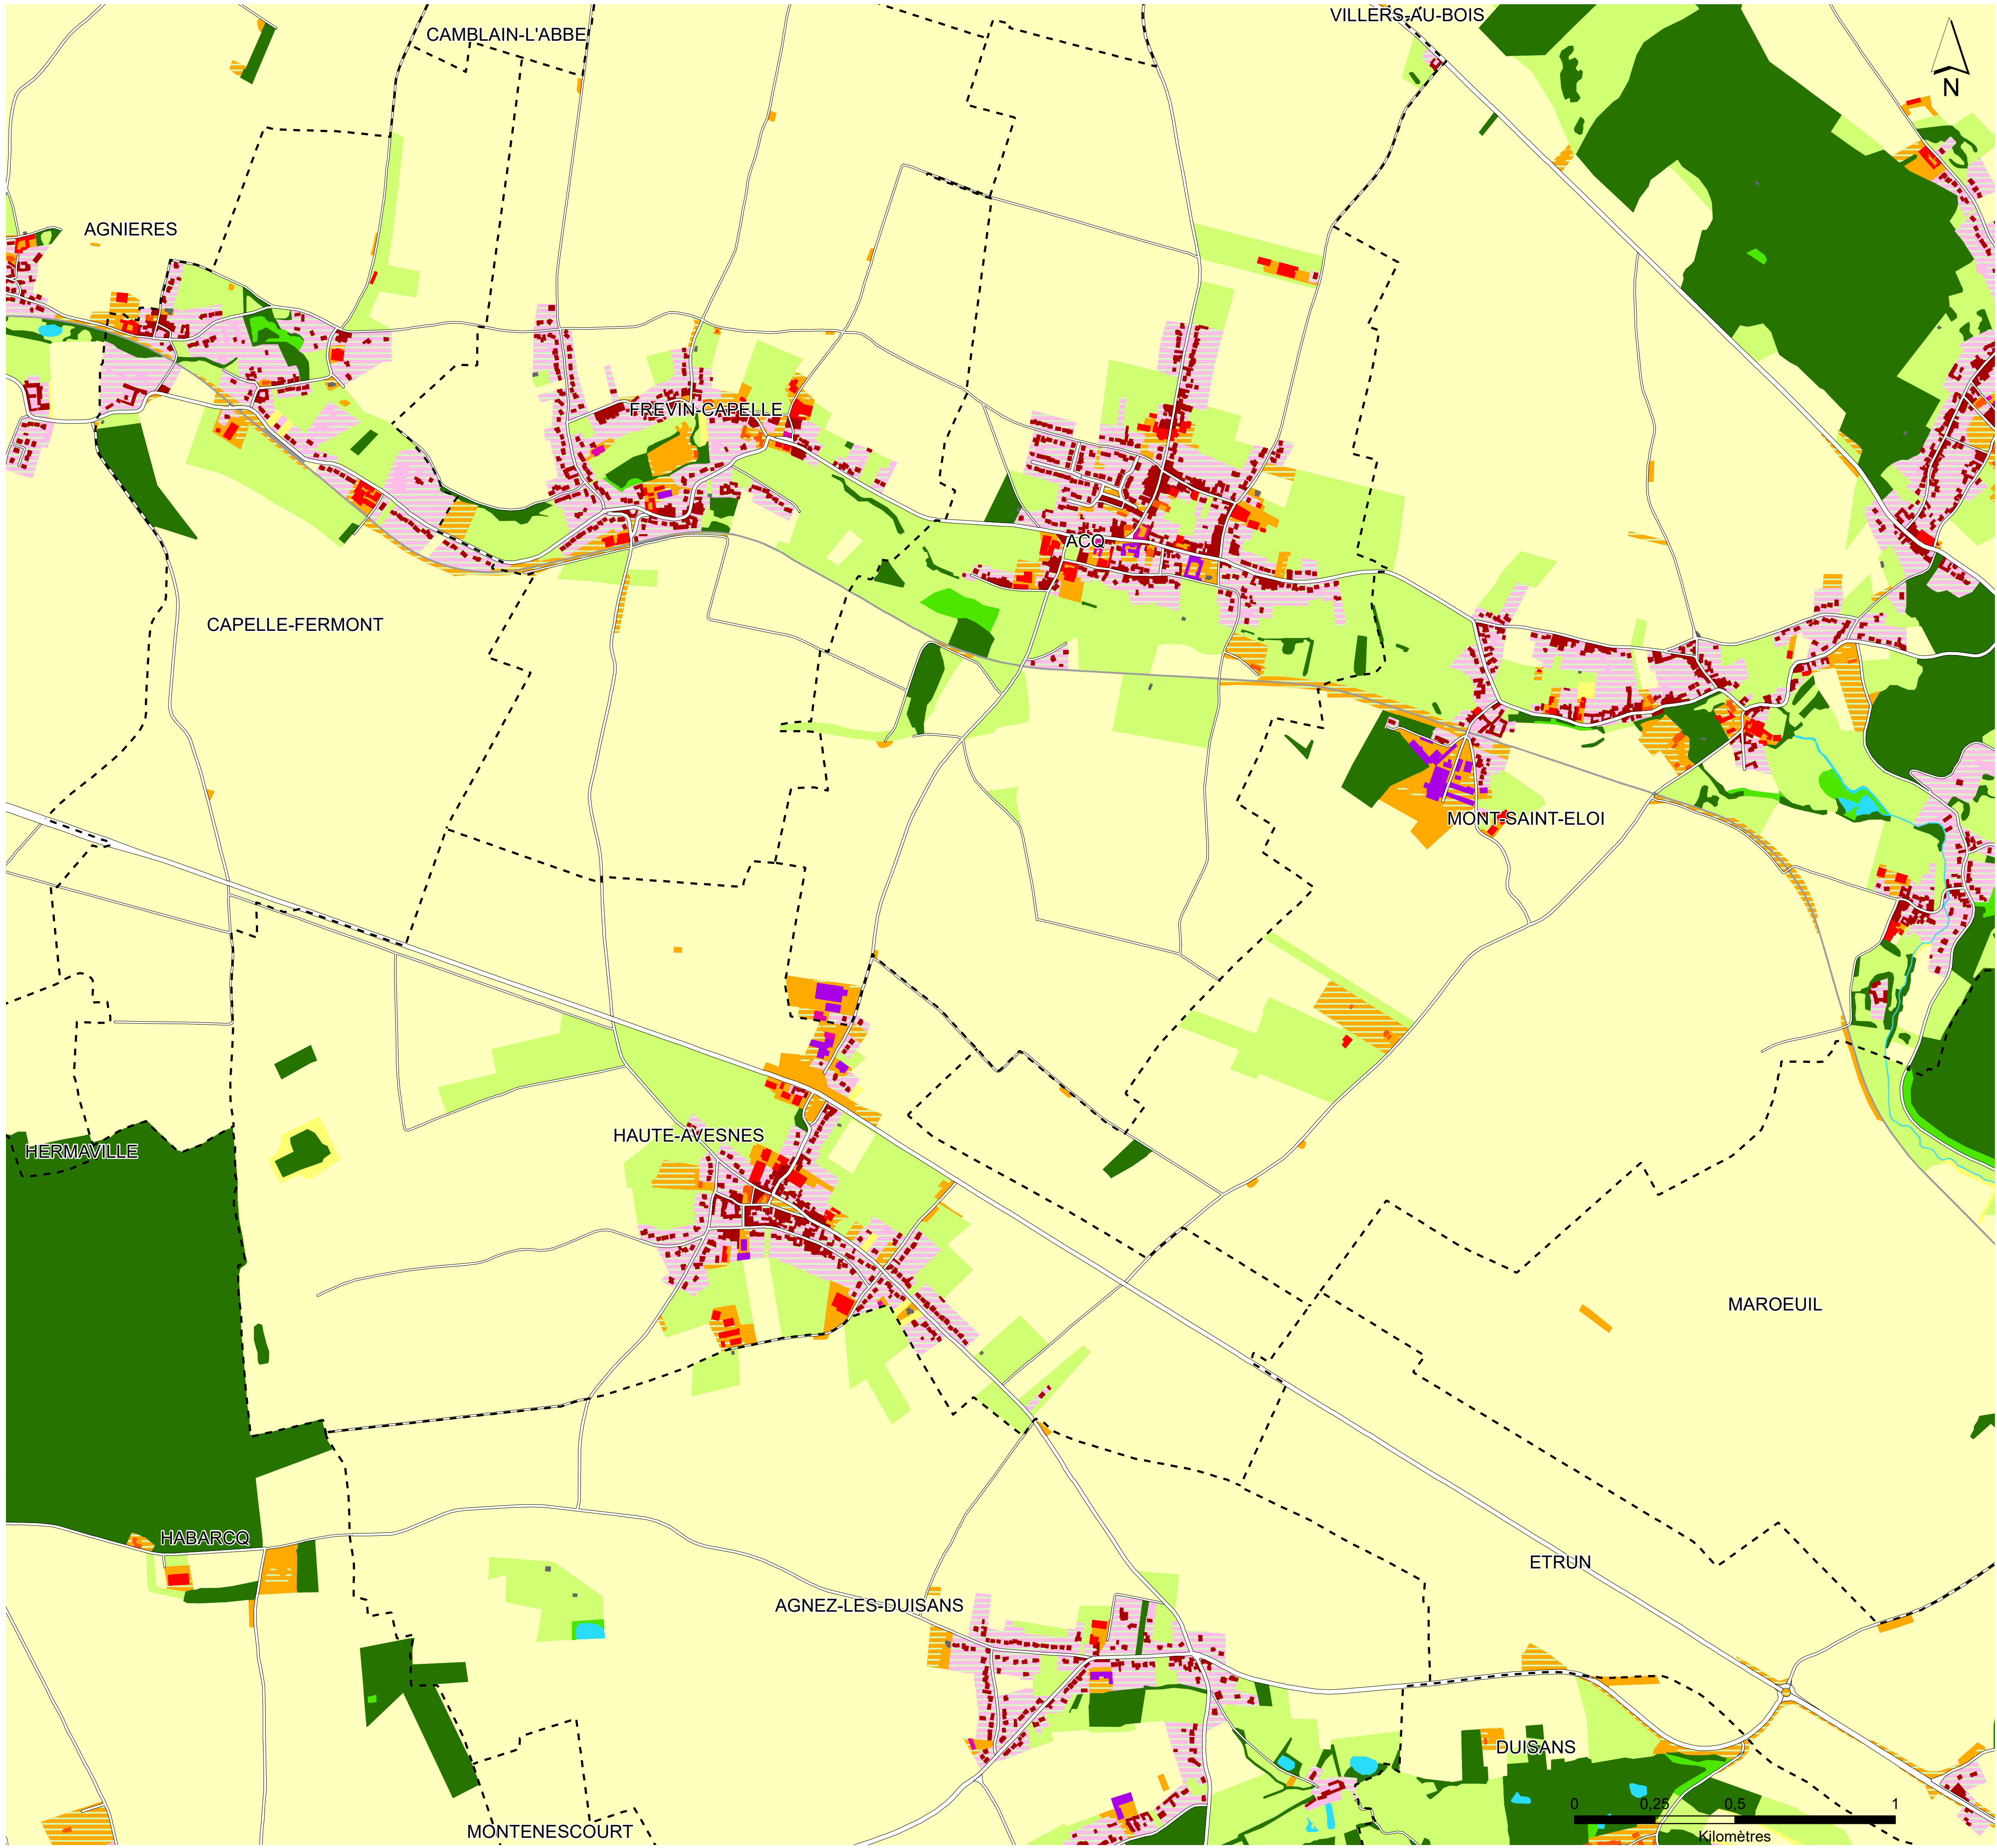 VILLERS-AU-BOIS
CAMBLAIN-L'ABBE
N
AGNIERES
FREVIN-CAPELLE
ACQ
CAPELLE-FERMONT
MONT-SAINT-ELOI
HAUTE-AVESNES
HERMAVILLE
MAROEUIL
HABARCQ
ETRUN
AGNEZ-LES-DUISANS
DUISANS
0 0,25 0,5 1
Kilomètres
MONTENESCOURT